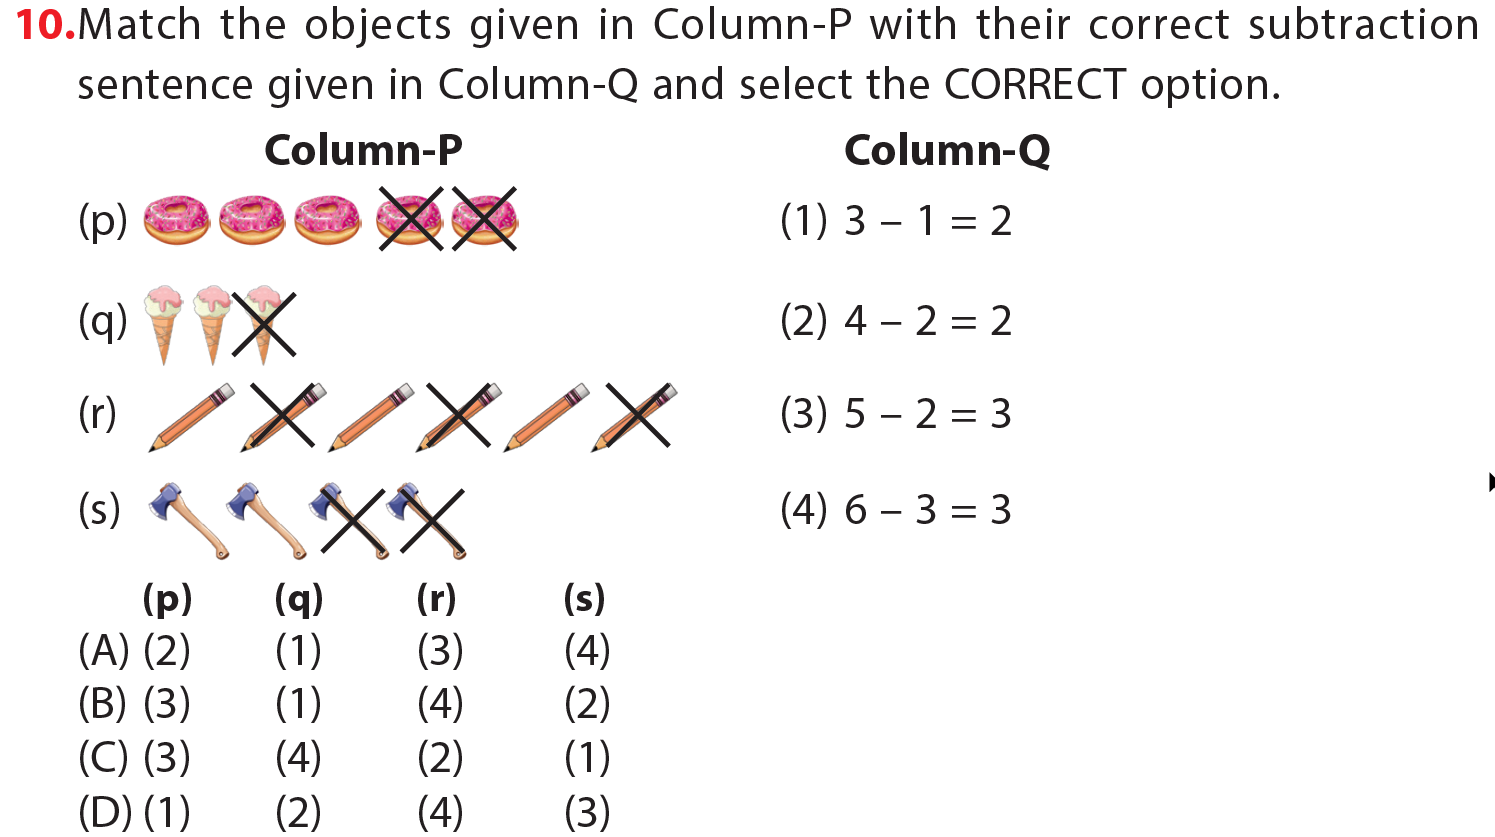 10.Match the objects given in Column-P with their correct subtraction
sentence given in Column-Q and select the CORRECT option.
Column-P Column-Q
(p) (1) 3 – 1 = 2
(q) (2) 4 – 2 = 2
(r) (3) 5 – 2 = 3
(s) (4) 6 – 3 = 3
(p) (q) (r) (s)
(A) (2) (1) (3) (4)
(B) (3) (1) (4) (2)
(C) (3) (4) (2) (1)
(D) (1) (2) (4) (3)